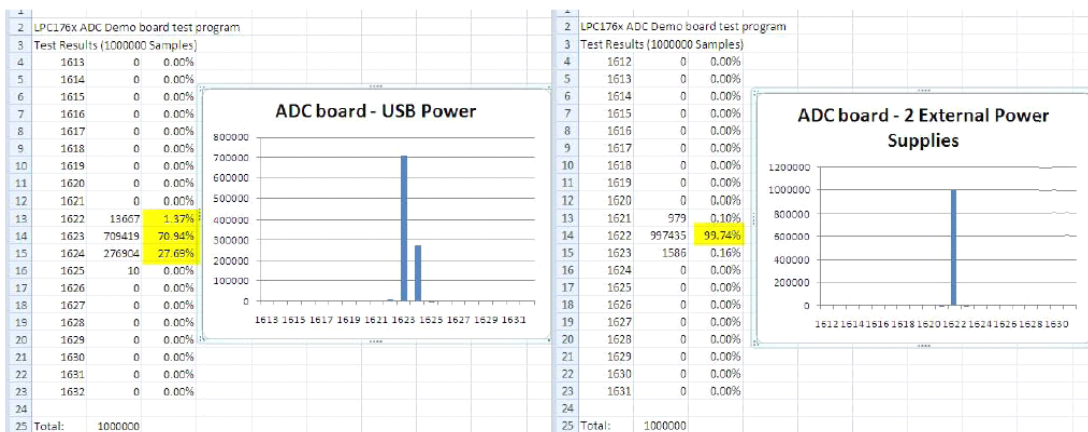 2 LPC176x ADC Demo board test program
3 Test Results (1000000 Samples)
4 1613 0 0.00%
5 1614 0 0.00%
6 1615 0 0.00%
7 1616 0 0.00%
8 1617 0 0.00%
9 1618 0 0.00%
10 1619 0 0.00%
11 1620 0 0.00%
12 1621 0 0.00%
13 1622 13667 1.37%
14 1623 709419 70.94%
15 1624 276904 27.69%
16 1625 10 0.00%
17 1626 0 0.00%
18 1627 0 0.00%
19 1628 0 0.00%
20 1629 0 0.00%
21 1630 0 0.00%
22 1631 0 0.00%
23 1632 0 0.00%
24
25 Total: 1000000
ADC board - USB Power
800000
700000
600000
500000
400000
300000
200000
100000
0
1613 1615 1617 1619 1621 1623 1625 1627 1629 1631
2 LPC176x ADC Demo board test program
3 Test Results (1000000 Samples)
4 1612 0 0.00%
5 1613 0 0.00%
6 1614 0 0.00%
7 1615 0 0.00%
8 1616 0 0.00%
9 1617 0 0.00%
10 1618 0 0.00%
11 1619 0 0.00%
12 1620 0 0.00%
13 1621 979 0.10%
14 1622 997435 99.74%
15 1623 1586 0.16%
16 1624 0 0.00%
17 1625 0 0.00%
18 1626 0 0.00%
19 1627 0 0.00%
20 1628 0 0.00%
21 1629 0 0.00%
22 1630 0 0.00%
23 1631 0 0.00%
24
25 Total: 1000000
ADC board - 2 External Power
Supplies
1200000
1000000
800000
600000
400000
200000
0
1612 1614 1616 1618 1620 1622 1624 1626 1628 1630